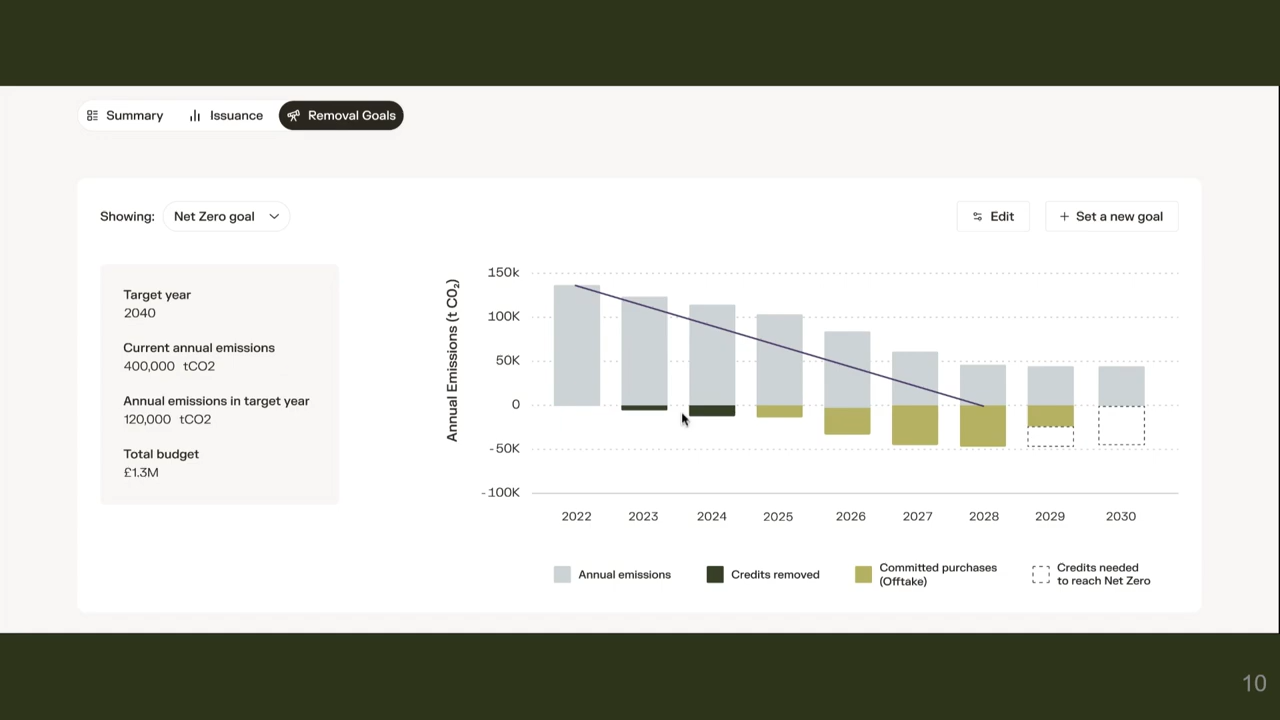 Summary
Issuance
Removal Goals
Showing:
Net Zero goal
Edit
+ Set a new goal
Target year
2040
Current annual emissions
400,000 tCO2
Annual emissions in target year
120,000 tCO2
Total budget
£1.3M
Annual Emissions (t CO₂)
150k
100K
50K
0
-50K
-100K
2022 2023 2024 2025 2026 2027 2028 2029 2030
Annual emissions
Credits removed
Committed purchases
(Offtake)
Credits needed
to reach Net Zero
10